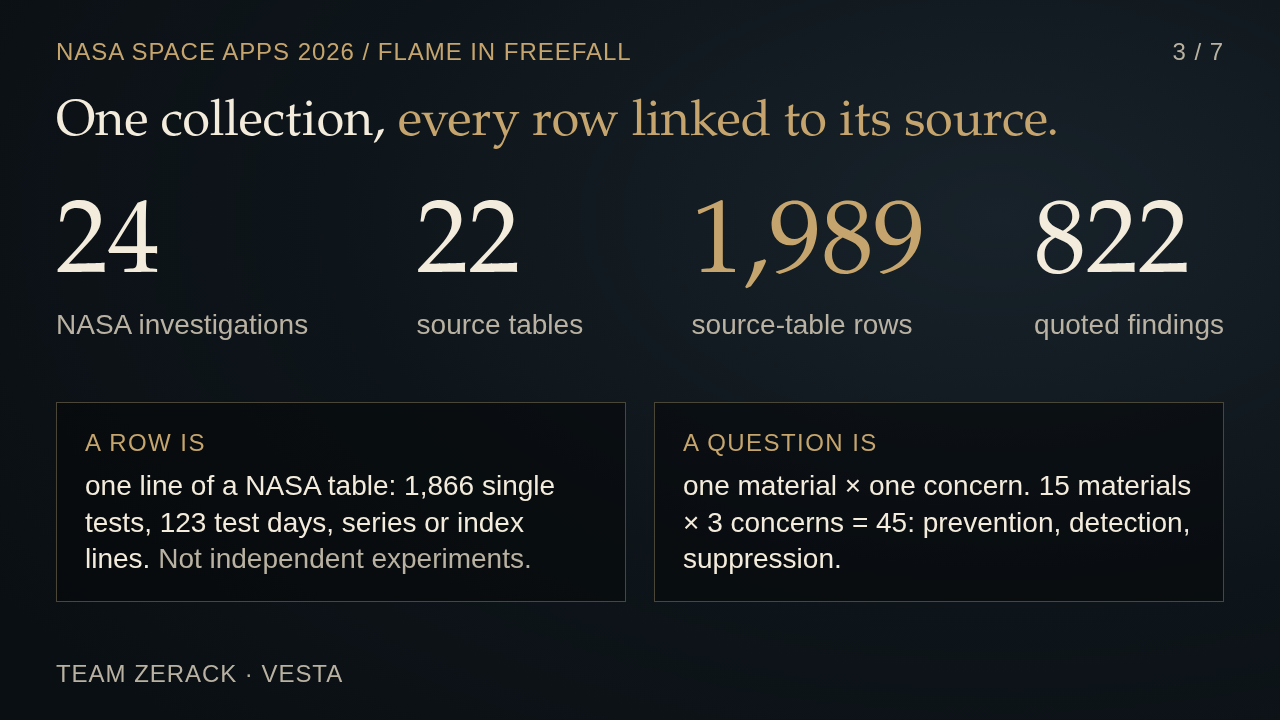 NASA SPACE APPS 2026 / FLAME IN FREEFALL
3 / 7
One collection, every row linked to its source.
24
NASA investigations
22
source tables
1,989
source-table rows
822
quoted findings
A ROW IS
one line of a NASA table: 1,866 single
tests, 123 test days, series or index
lines. Not independent experiments.
A QUESTION IS
one material × one concern. 15 materials
× 3 concerns = 45: prevention, detection,
suppression.
TEAM ZERACK · VESTA